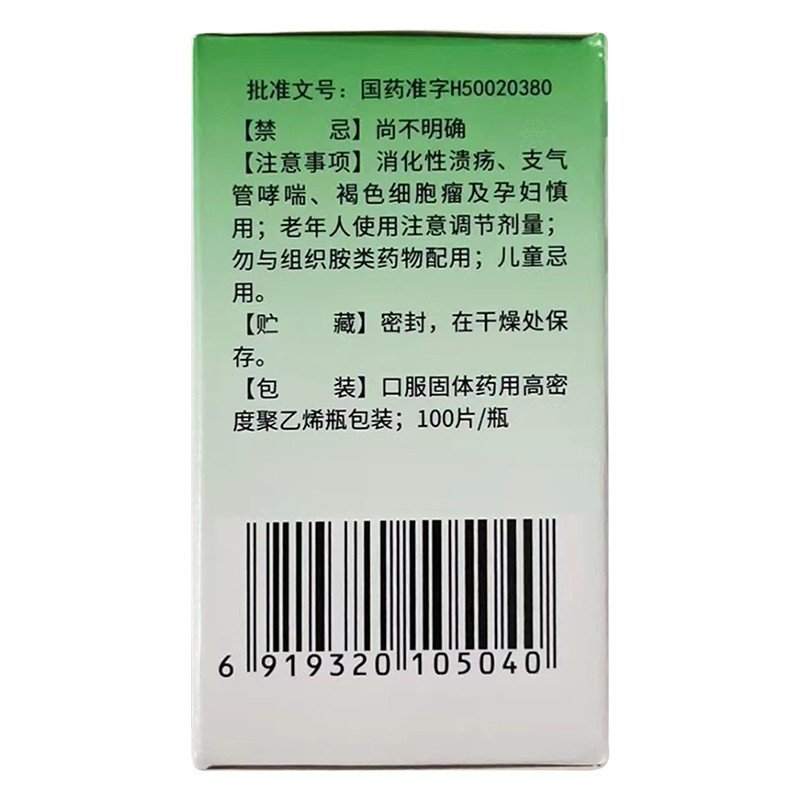 批准文号：国药准字H50020380
【禁 忌】尚不明确
【注意事项】消化性溃疡、支气
管哮喘、褐色细胞瘤及孕妇慎
用；老年人使用注意调节剂量；
勿与组织胺类药物配用；儿童忌
用。
【贮 藏】密封，在干燥处保
存。
【包 装】口服固体药用高密
度聚乙烯瓶包装；100片/瓶
6 919320 105040